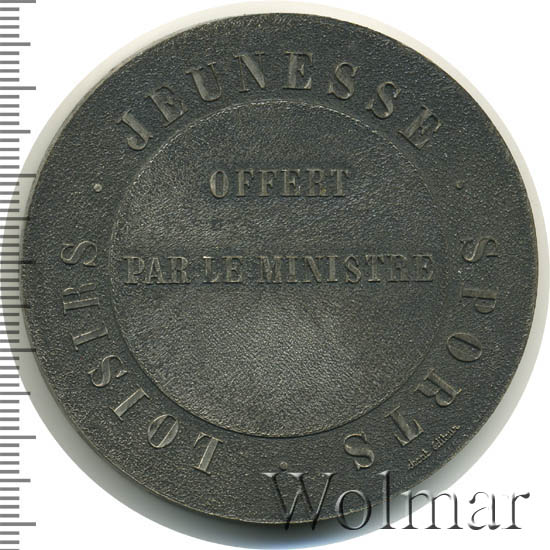 JEUNESSE · SPORTS · LOISIRS ·
OFFERT
PAR LE MINISTRE
Wolmar